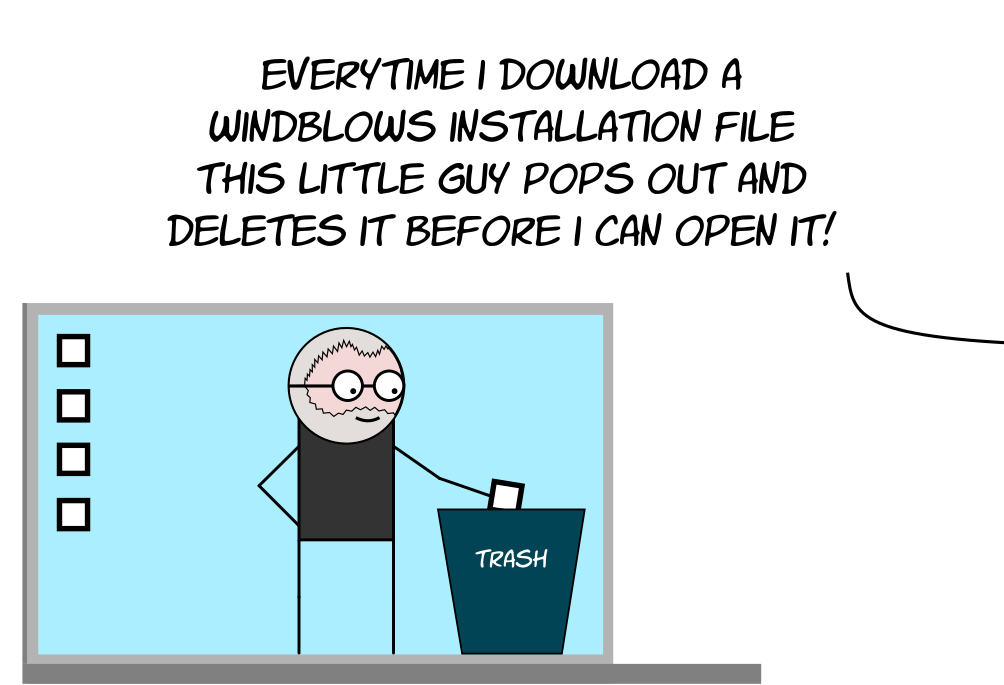 EVERYTIME I DOWNLOAD A
WINDBLOWS INSTALLATION FILE
THIS LITTLE GUY POPS OUT AND
DELETES IT BEFORE I CAN OPEN IT!
TRASH